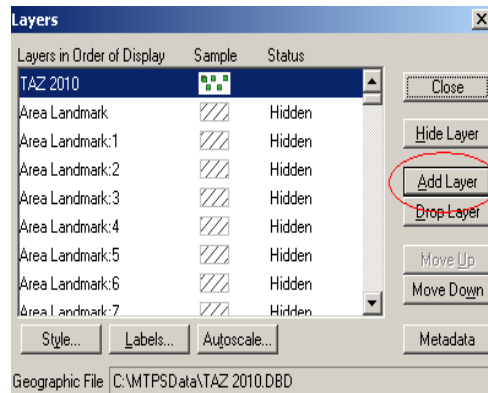 Layers
Layers in Order of Display Sample Status
TAZ 2010
Close
Area Landmark Hidden
Area Landmark:1 Hidden
Hide Layer
Area Landmark:2 Hidden
Add Layer
Area Landmark:3 Hidden
Area Landmark:4 Hidden
Drop Layer
Area Landmark:5 Hidden
Move Up
Area Landmark:6 Hidden
Move Down
Area Landmark:7 Hidden
Style... Labels... Autoscale... Metadata
Geographic File C:\MTPSData\TAZ 2010.DBD